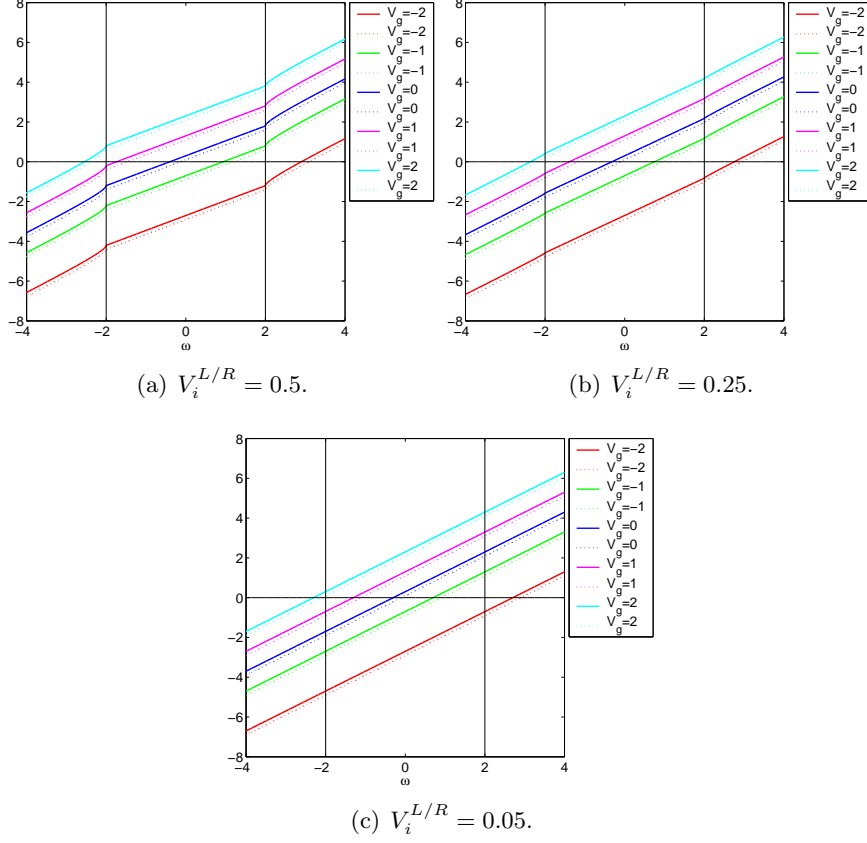 8
6
4
2
0
−2
−4
−6
−8
−4 −2 0 2 4
ω
V_g=−2
V_g=−2
V_g=−1
V_g=−1
V_g=0
V_g=0
V_g=1
V_g=1
V_g=2
V_g=2
(a) V_i^{L/R} = 0.5.
8
6
4
2
0
−2
−4
−6
−8
−4 −2 0 2 4
ω
V_g=−2
V_g=−2
V_g=−1
V_g=−1
V_g=0
V_g=0
V_g=1
V_g=1
V_g=2
V_g=2
(b) V_i^{L/R} = 0.25.
8
6
4
2
0
−2
−4
−6
−8
−4 −2 0 2 4
ω
V_g=−2
V_g=−2
V_g=−1
V_g=−1
V_g=0
V_g=0
V_g=1
V_g=1
V_g=2
V_g=2
(c) V_i^{L/R} = 0.05.